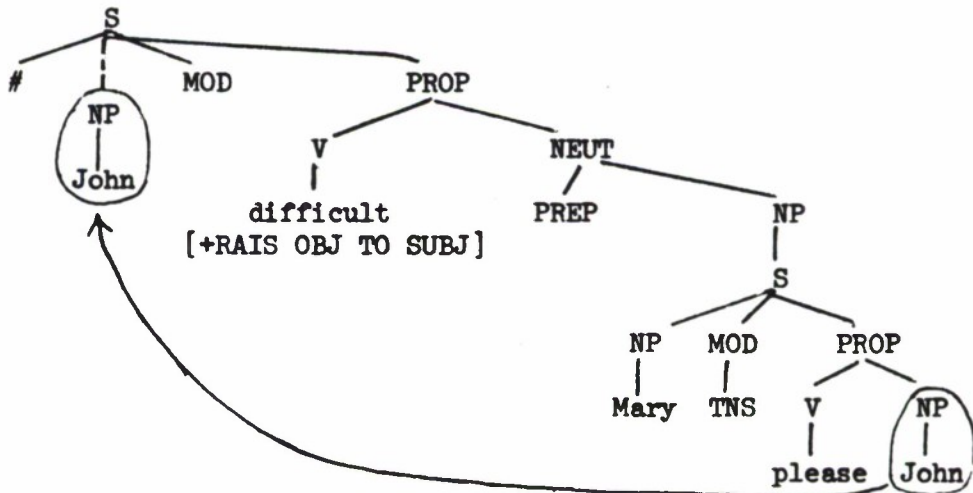 S
# MOD PROP
NP V NEUT
John difficult PREP NP
[+RAIS OBJ TO SUBJ]
S
NP MOD PROP
Mary TNS V NP
please John